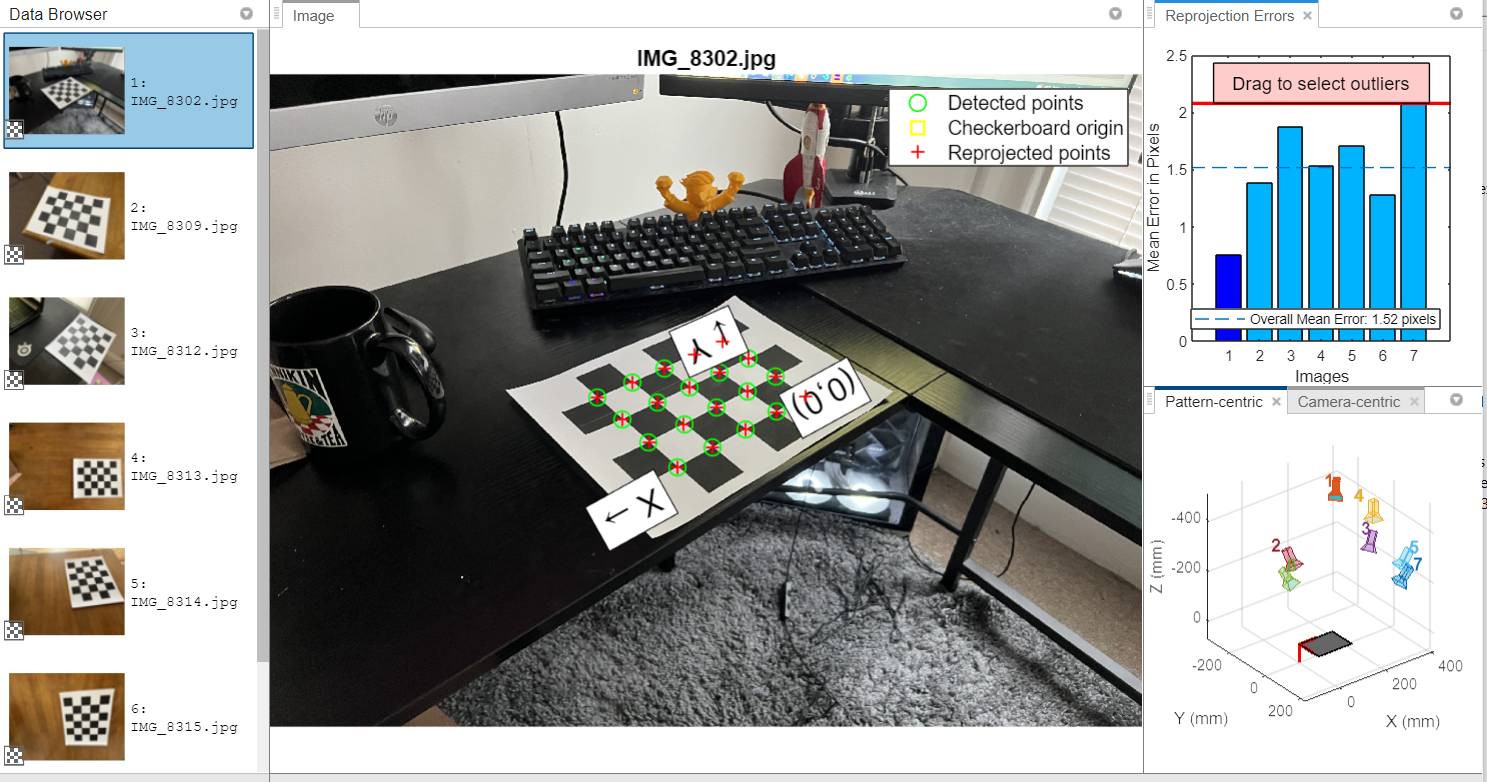 Data Browser
1:
IMG_8302.jpg
2:
IMG_8309.jpg
3:
IMG_8312.jpg
4:
IMG_8313.jpg
5:
IMG_8314.jpg
6:
IMG_8315.jpg
Image
IMG_8302.jpg
Detected points
Checkerboard origin
Reprojected points
hp
Y →
(0,0)
← X
Reprojection Errors
Drag to select outliers
Mean Error in Pixels
2.5
2
1.5
1
0.5
0
Overall Mean Error: 1.52 pixels
1 2 3 4 5 6 7
Images
Pattern-centric
Camera-centric
1
4
3
2
5
7
Z (mm)
-400
-200
0
-200
0
200
Y (mm)
0
200
400
X (mm)